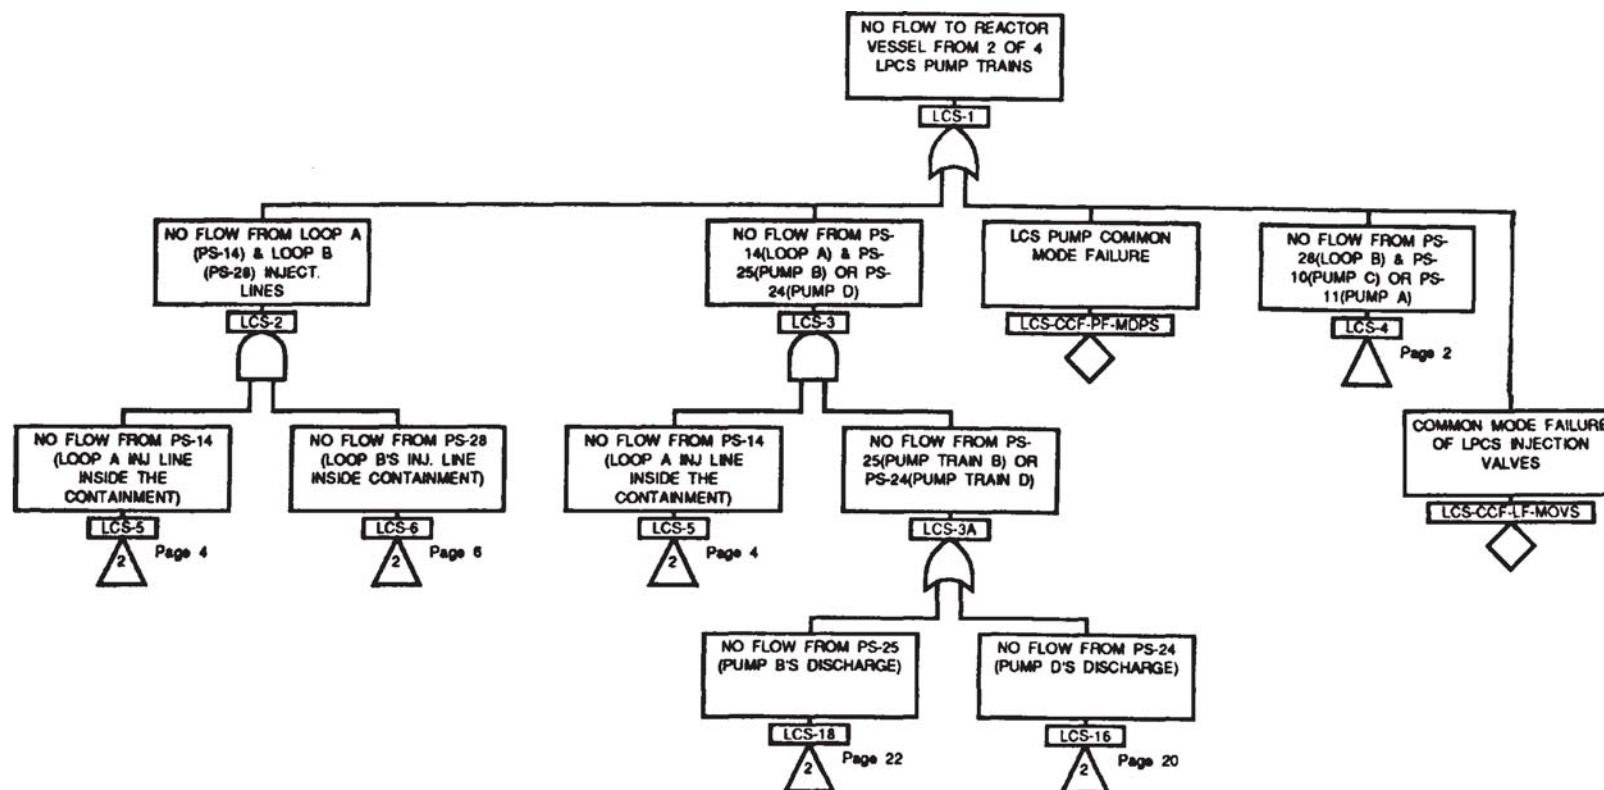 NO FLOW TO REACTOR
VESSEL FROM 2 OF 4
LPCS PUMP TRAINS
LCS-1
NO FLOW FROM LOOP A
(PS-14) & LOOP B
(PS-28) INJECT.
LINES
LCS-2
NO FLOW FROM PS-
14(LOOP A) & PS-
25(PUMP B) OR PS-
24(PUMP D)
LCS-3
LCS PUMP COMMON
MODE FAILURE
LCS-CCF-PF-MDPS
NO FLOW FROM PS-
28(LOOP B) & PS-
10(PUMP C) OR PS-
11(PUMP A)
LCS-4
Page 2
NO FLOW FROM PS-14
(LOOP A INJ LINE
INSIDE THE
CONTAINMENT)
LCS-5
2
Page 4
NO FLOW FROM PS-28
(LOOP B'S INJ. LINE
INSIDE CONTAINMENT)
LCS-6
2
Page 6
NO FLOW FROM PS-14
(LOOP A INJ LINE
INSIDE THE
CONTAINMENT)
LCS-5
2
Page 4
NO FLOW FROM PS-
25(PUMP TRAIN B) OR
PS-24(PUMP TRAIN D)
LCS-3A
COMMON MODE FAILURE
OF LPCS INJECTION
VALVES
LCS-CCF-LF-MOVS
NO FLOW FROM PS-25
(PUMP B'S DISCHARGE)
LCS-18
2
Page 22
NO FLOW FROM PS-24
(PUMP D'S DISCHARGE)
LCS-16
2
Page 20